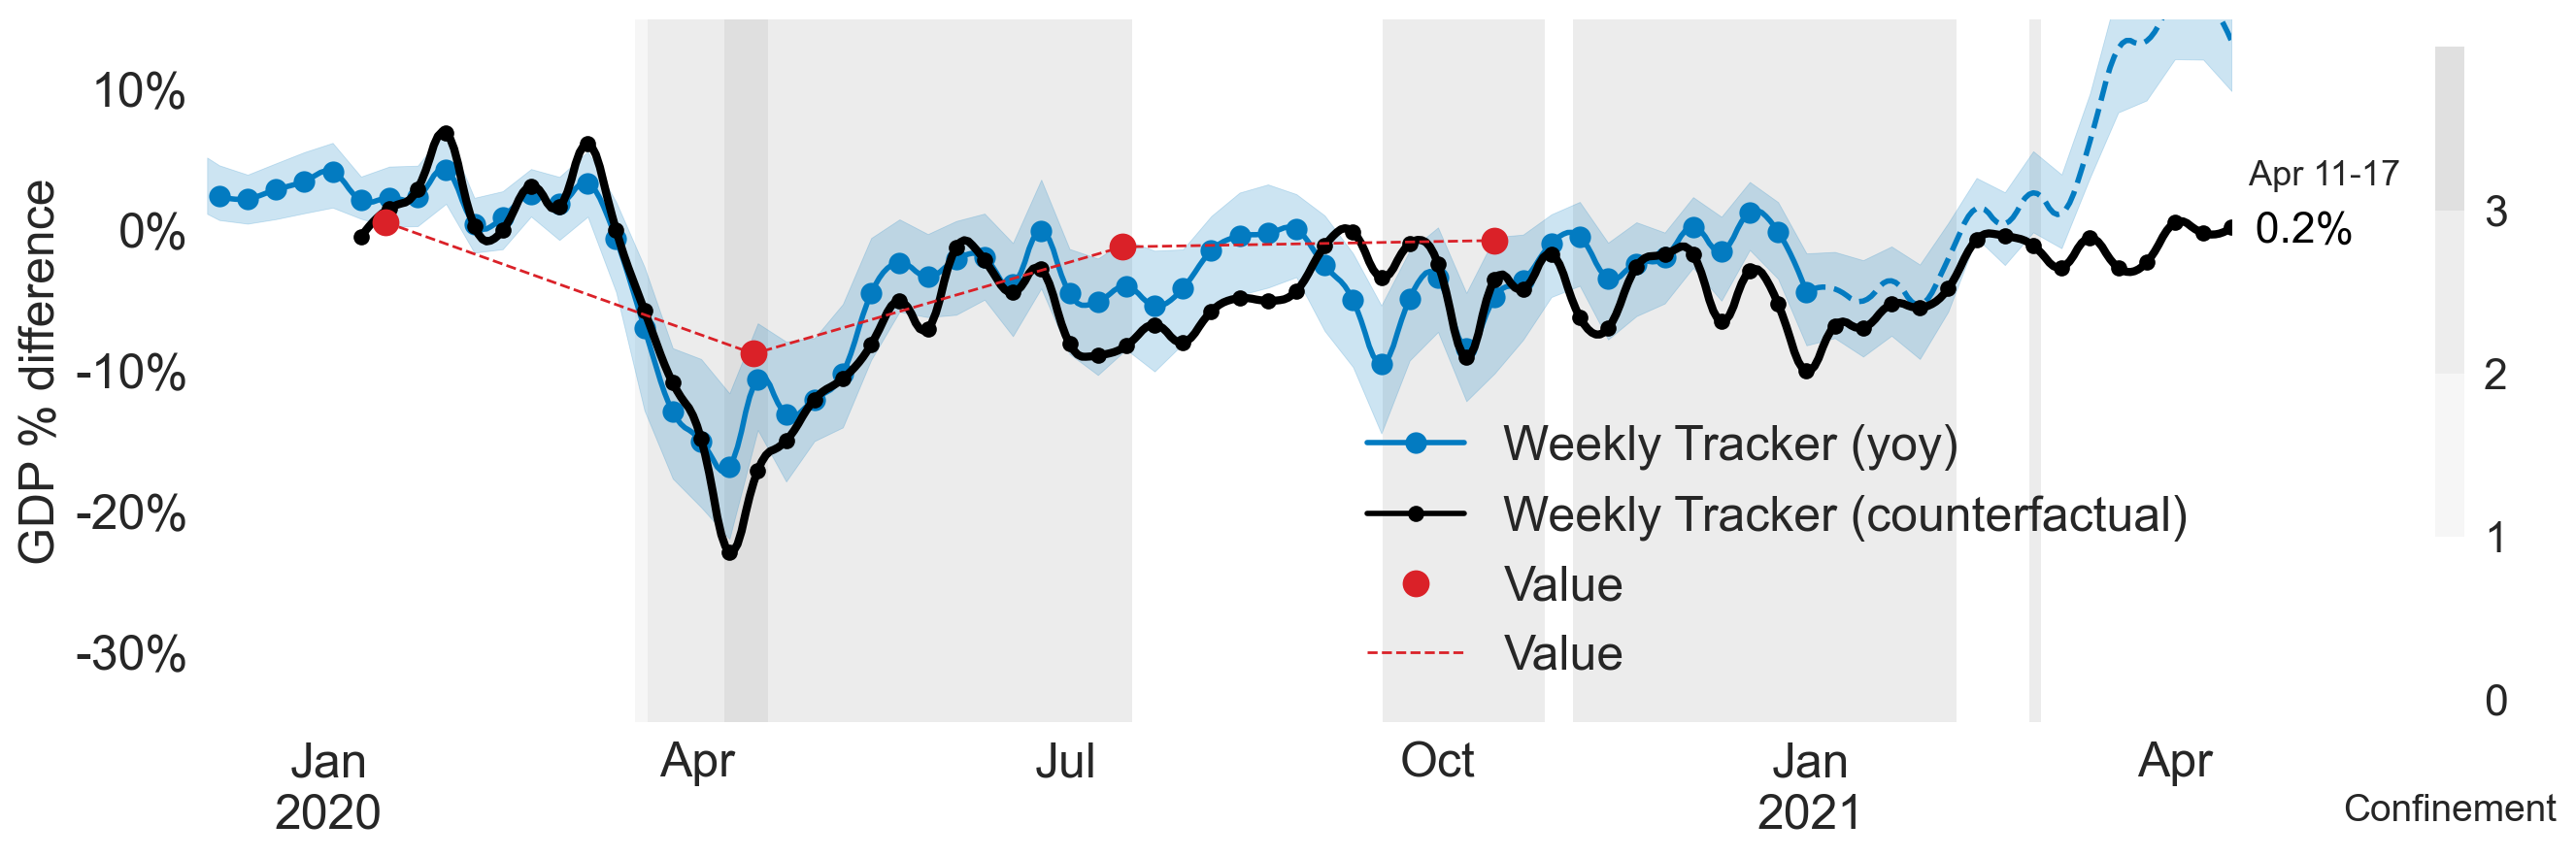 10%
0%
-10%
-20%
-30%
GDP % difference
Apr 11-17
0.2%
Weekly Tracker (yoy)
Weekly Tracker (counterfactual)
Value
Value
3
2
1
0
Jan
2020
Apr
Jul
Oct
Jan
2021
Apr
Confinement